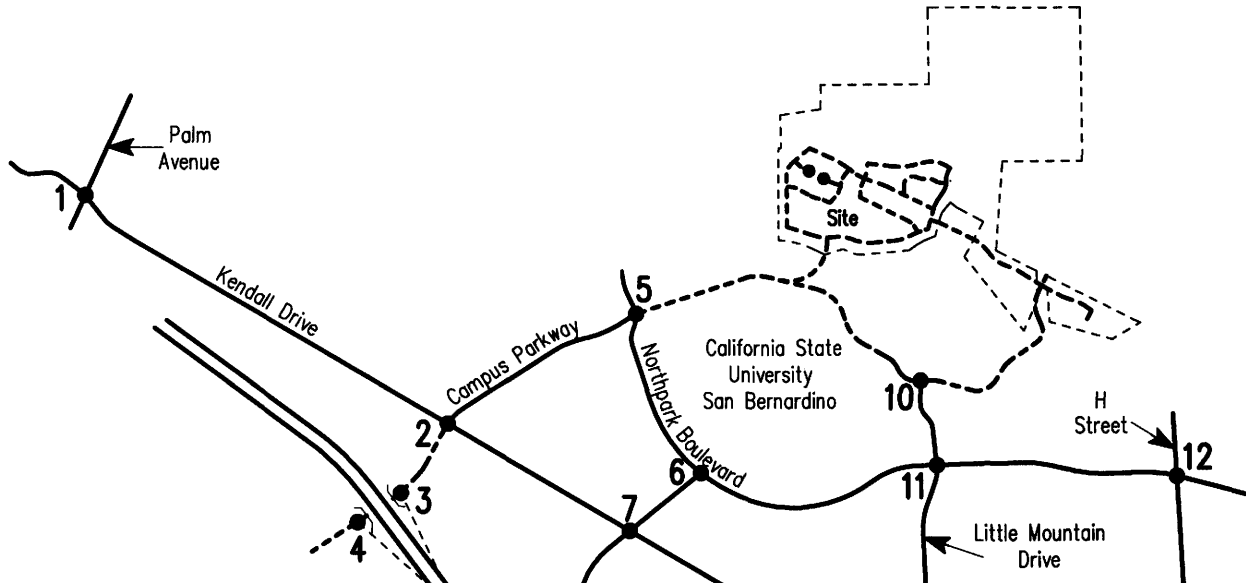 Palm
Avenue
1
Site
Kendall Drive
5
Campus Parkway
California State
University
San Bernardino
Northpark Boulevard
10
H
Street
2
6
12
11
3
7
4
Little Mountain
Drive